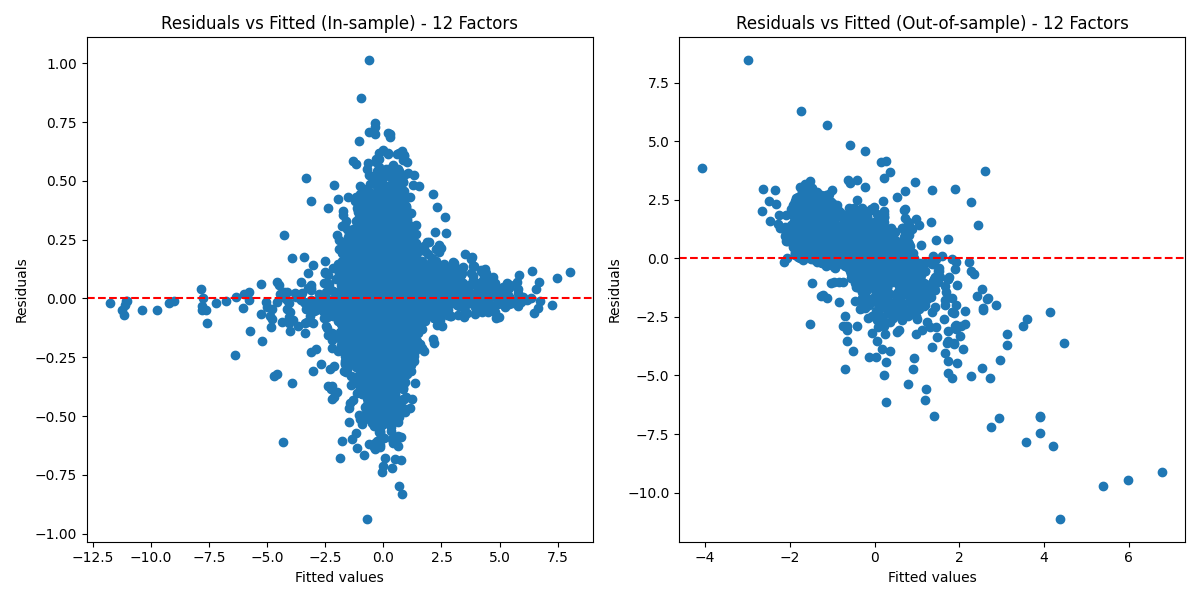 Residuals vs Fitted (In-sample) - 12 Factors
1.00
0.75
0.50
0.25
0.00
−0.25
−0.50
−0.75
−1.00
Residuals
−12.5 −10.0 −7.5 −5.0 −2.5 0.0 2.5 5.0 7.5
Fitted values
Residuals vs Fitted (Out-of-sample) - 12 Factors
7.5
5.0
2.5
0.0
−2.5
−5.0
−7.5
−10.0
Residuals
−4 −2 0 2 4 6
Fitted values